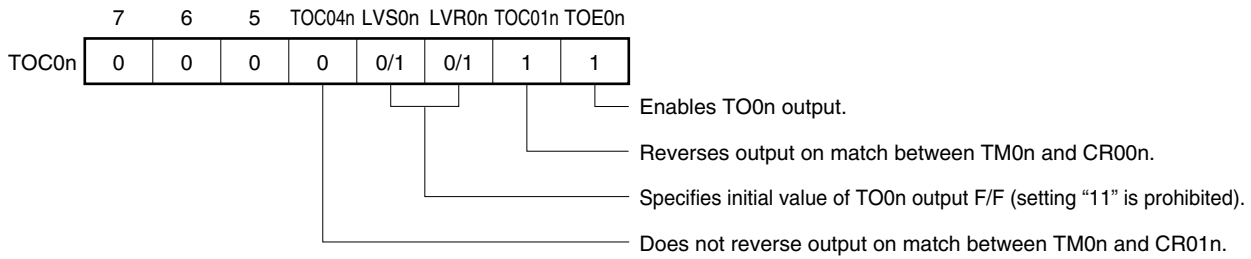 7 6 5 TOC04n LVS0n LVR0n TOC01n TOE0n
TOC0n 0 0 0 0 0/1 0/1 1 1
Enables TO0n output.
Reverses output on match between TM0n and CR00n.
Specifies initial value of TO0n output F/F (setting “11” is prohibited).
Does not reverse output on match between TM0n and CR01n.